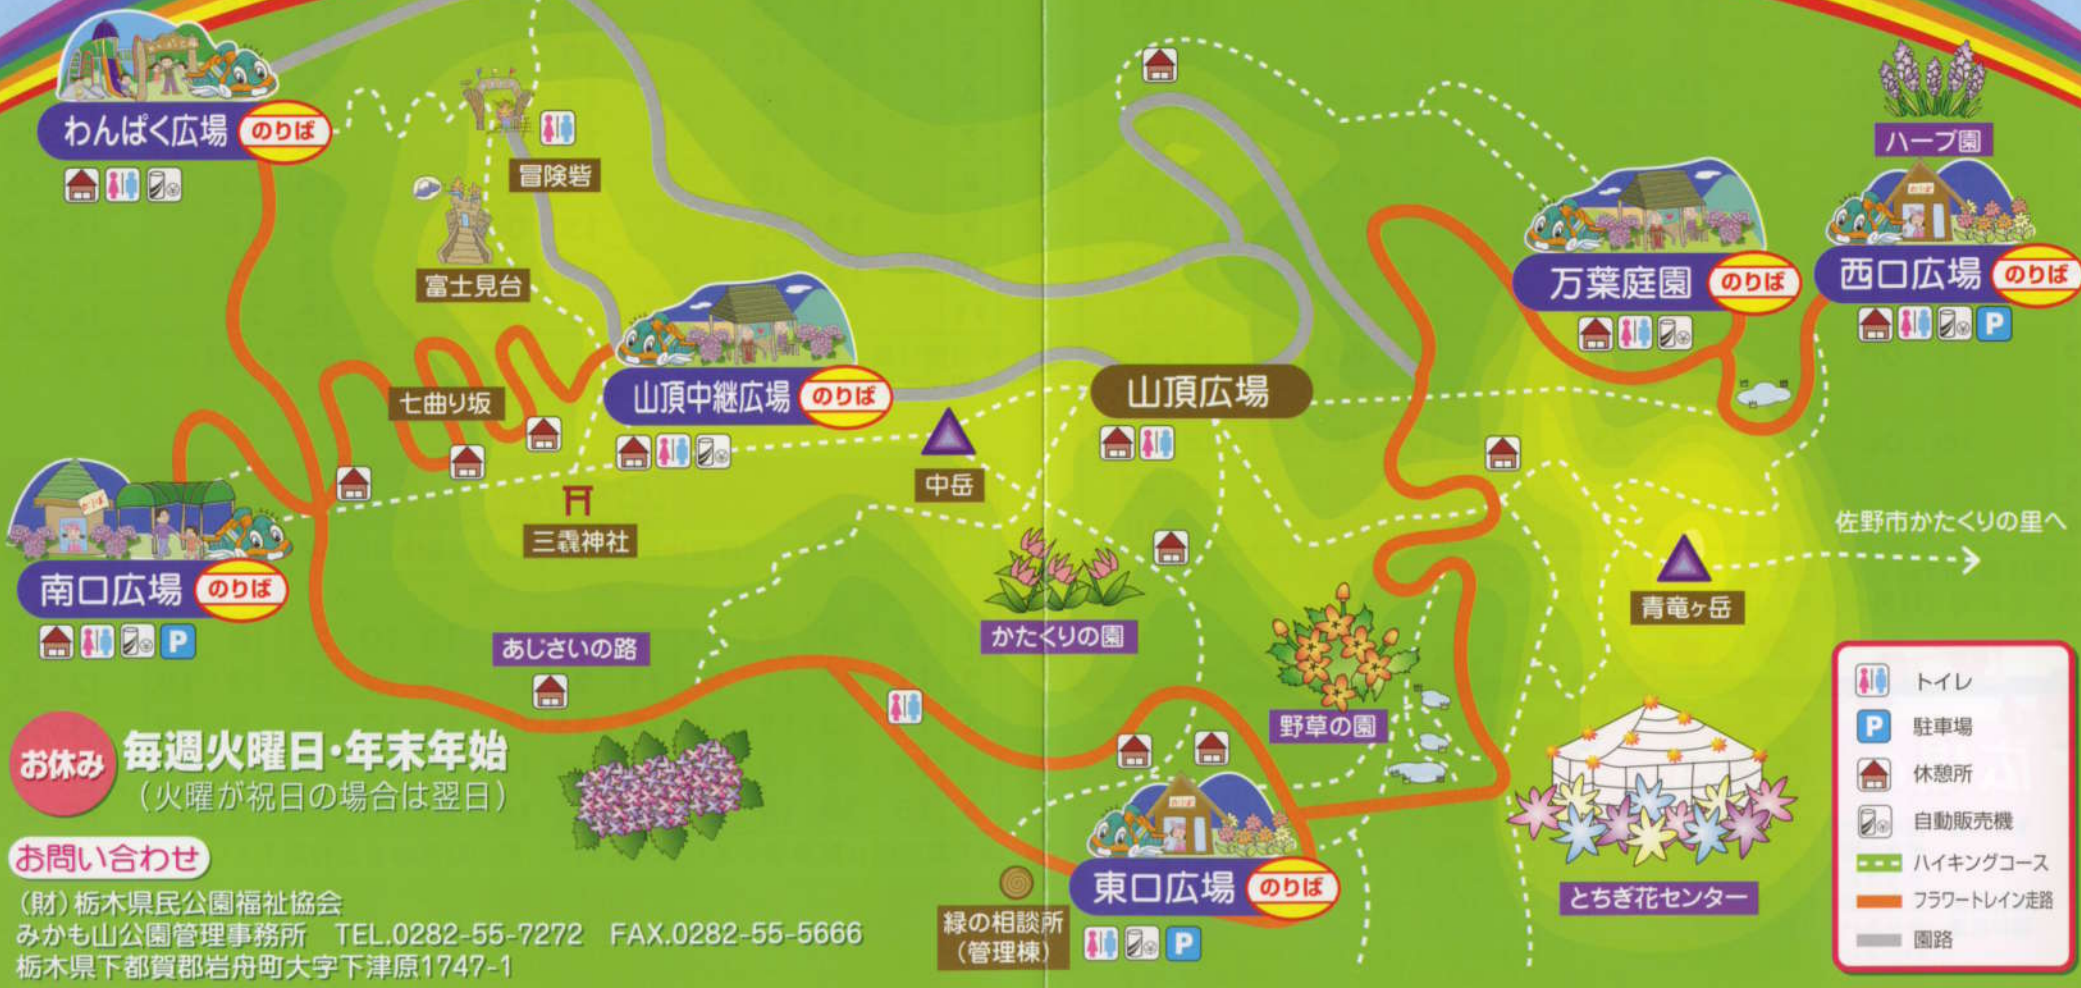 わんぱく広場 のりば
冒険砦
富士見台
七曲り坂
山頂中継広場 のりば
山頂広場
中岳
三毳神社
南口広場 のりば
のりば
あじさいの路
かたくりの園
野草の園
ハーブ園
のりば
万葉庭園 のりば
西口広場 のりば
P
佐野市かたくりの里へ
青竜ヶ岳
P
のりば
東口広場 のりば
P
緑の相談所
(管理棟)
とちぎ花センター
トイレ
P 駐車場
休憩所
自動販売機
ハイキングコース
フラワートレイン走路
園路
お休み 毎週火曜日・年末年始
(火曜が祝日の場合は翌日)
お問い合わせ
(財)栃木県民公園福祉協会
みかも山公園管理事務所 TEL.0282-55-7272 FAX.0282-55-5666
栃木県下都賀郡岩舟町大字下津原1747-1